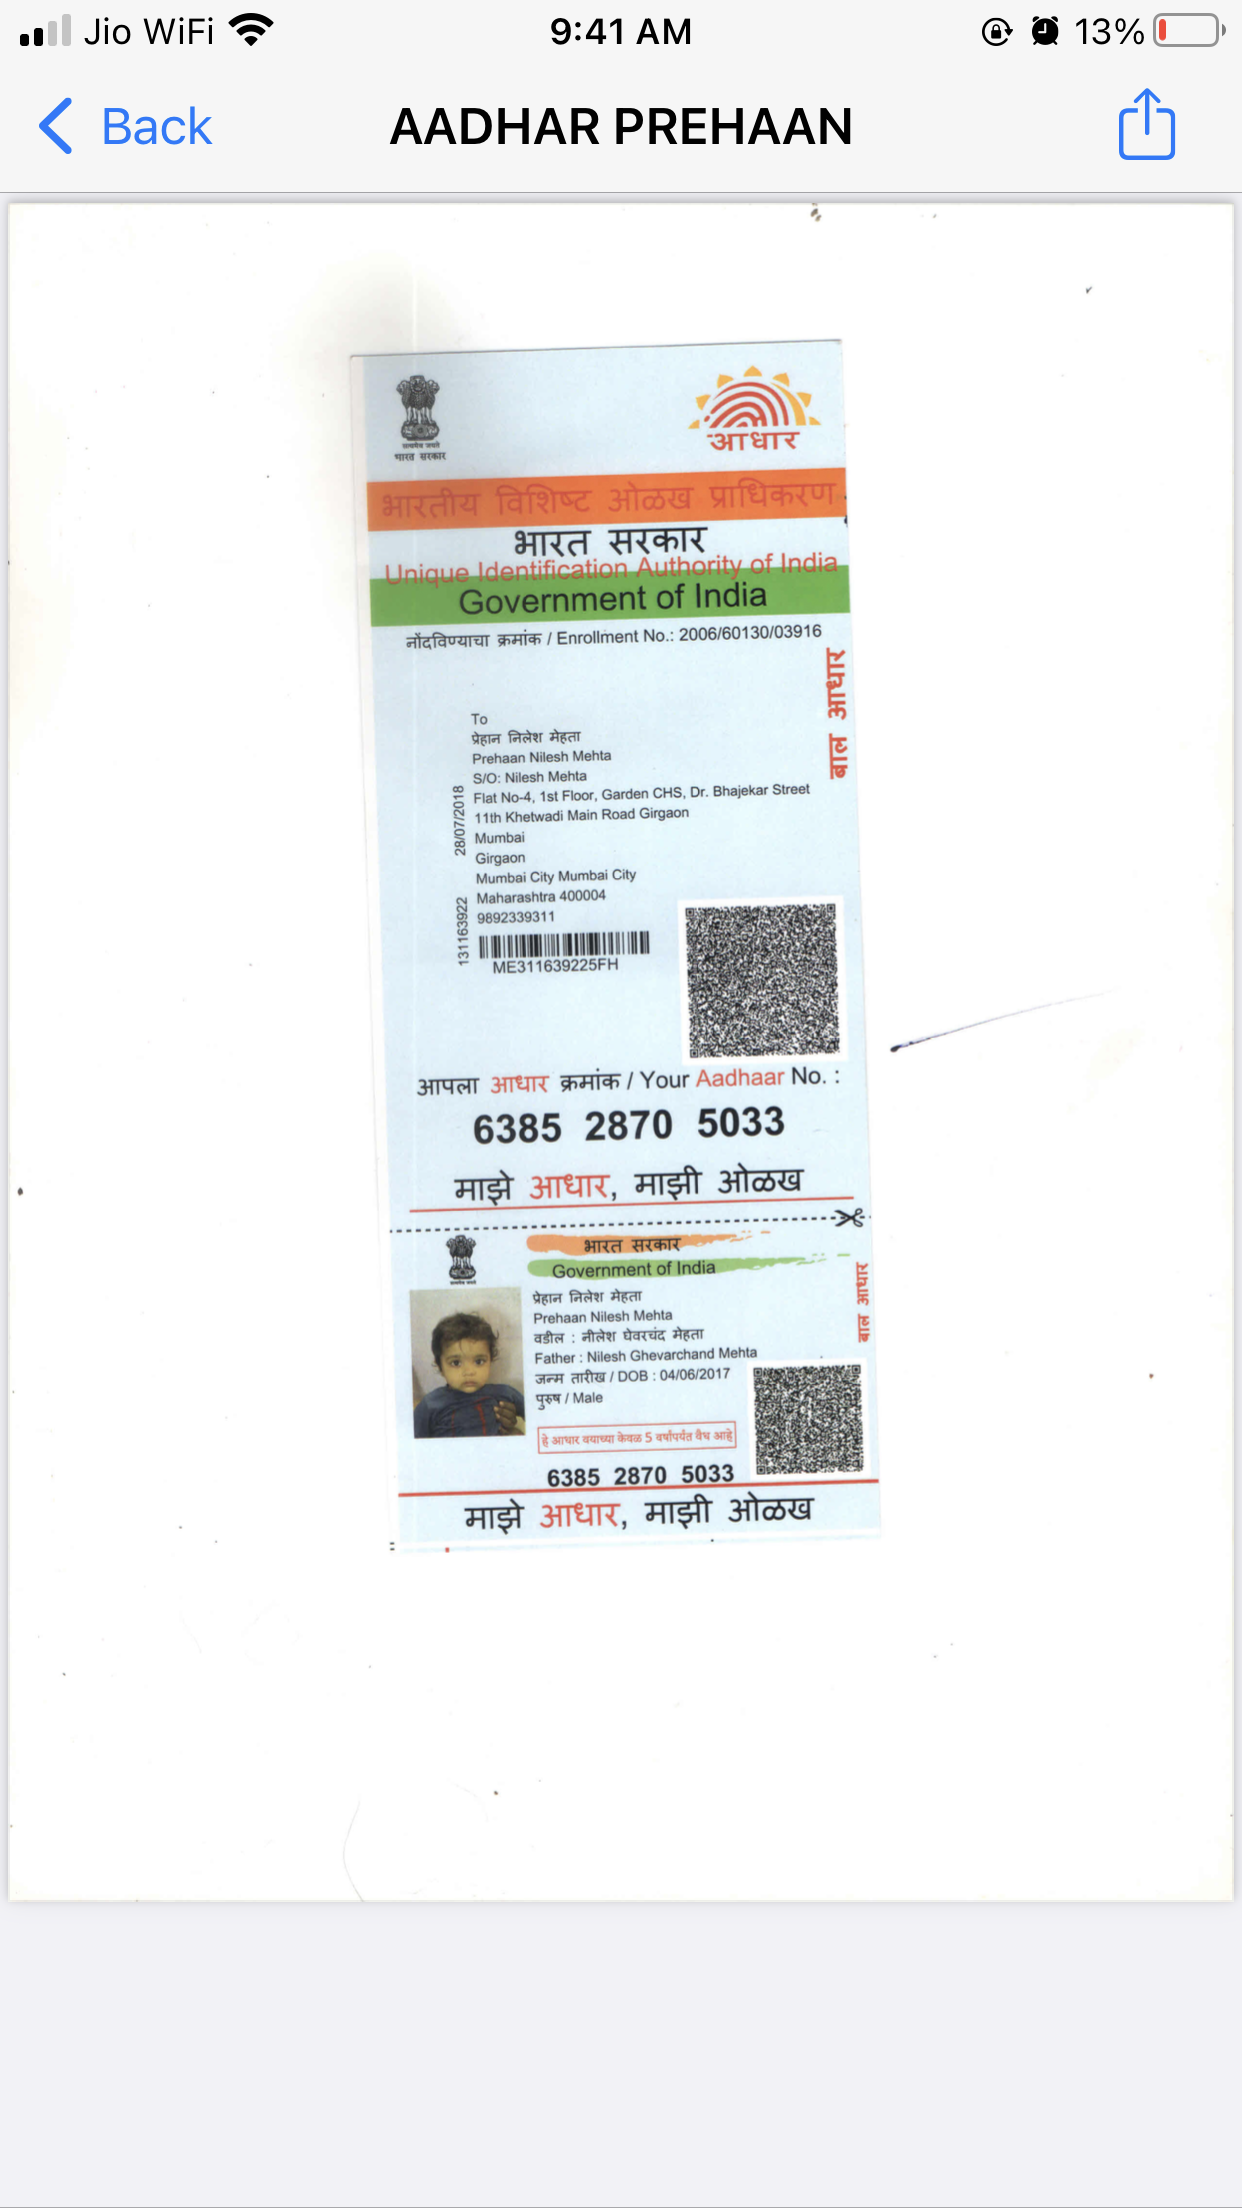 Jio WiFi
9:41 AM
13%
Back
AADHAR PREHAAN
सत्यमेव जयते
भारत सरकार
आधार
भारतीय विशिष्ट ओळख प्राधिकरण
भारत सरकार
Unique Identification Authority of India
Government of India
नोंदविण्याचा क्रमांक / Enrollment No.: 2006/60130/03916
बाल आधार
To
प्रेहान निलेश मेहता
Prehaan Nilesh Mehta
S/O: Nilesh Mehta
Flat No-4, 1st Floor, Garden CHS, Dr. Bhajekar Street
11th Khetwadi Main Road Girgaon
Mumbai
Girgaon
Mumbai City Mumbai City
Maharashtra 400004
9892339311
28/07/2018
131163922
ME311639225FH
आपला आधार क्रमांक / Your Aadhaar No. :
6385 2870 5033
माझे आधार, माझी ओळख
भारत सरकार
Government of India
बाल आधार
प्रेहान निलेश मेहता
Prehaan Nilesh Mehta
वडील : नीलेश घेवरचंद मेहता
Father : Nilesh Ghevarchand Mehta
जन्म तारीख / DOB : 04/06/2017
पुरुष / Male
हे आधार वयाच्या केवळ 5 वर्षांपर्यंत वैध आहे
6385 2870 5033
माझे आधार, माझी ओळख